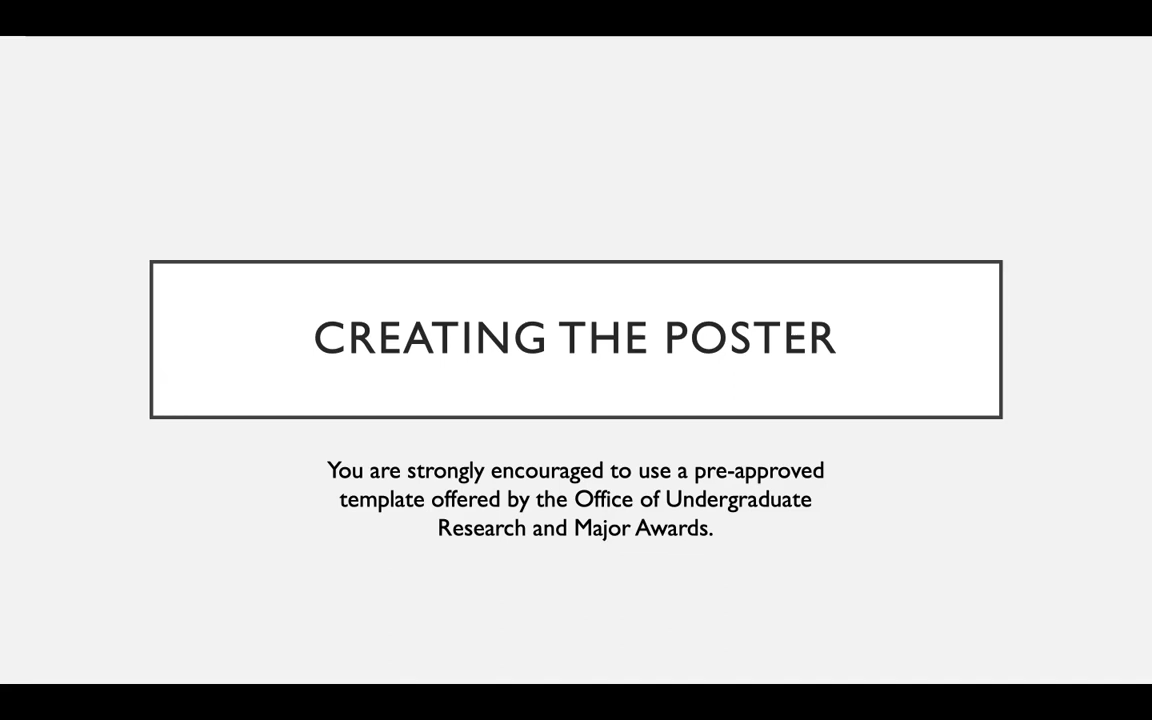 CREATING THE POSTER
You are strongly encouraged to use a pre-approved
template offered by the Office of Undergraduate
Research and Major Awards.